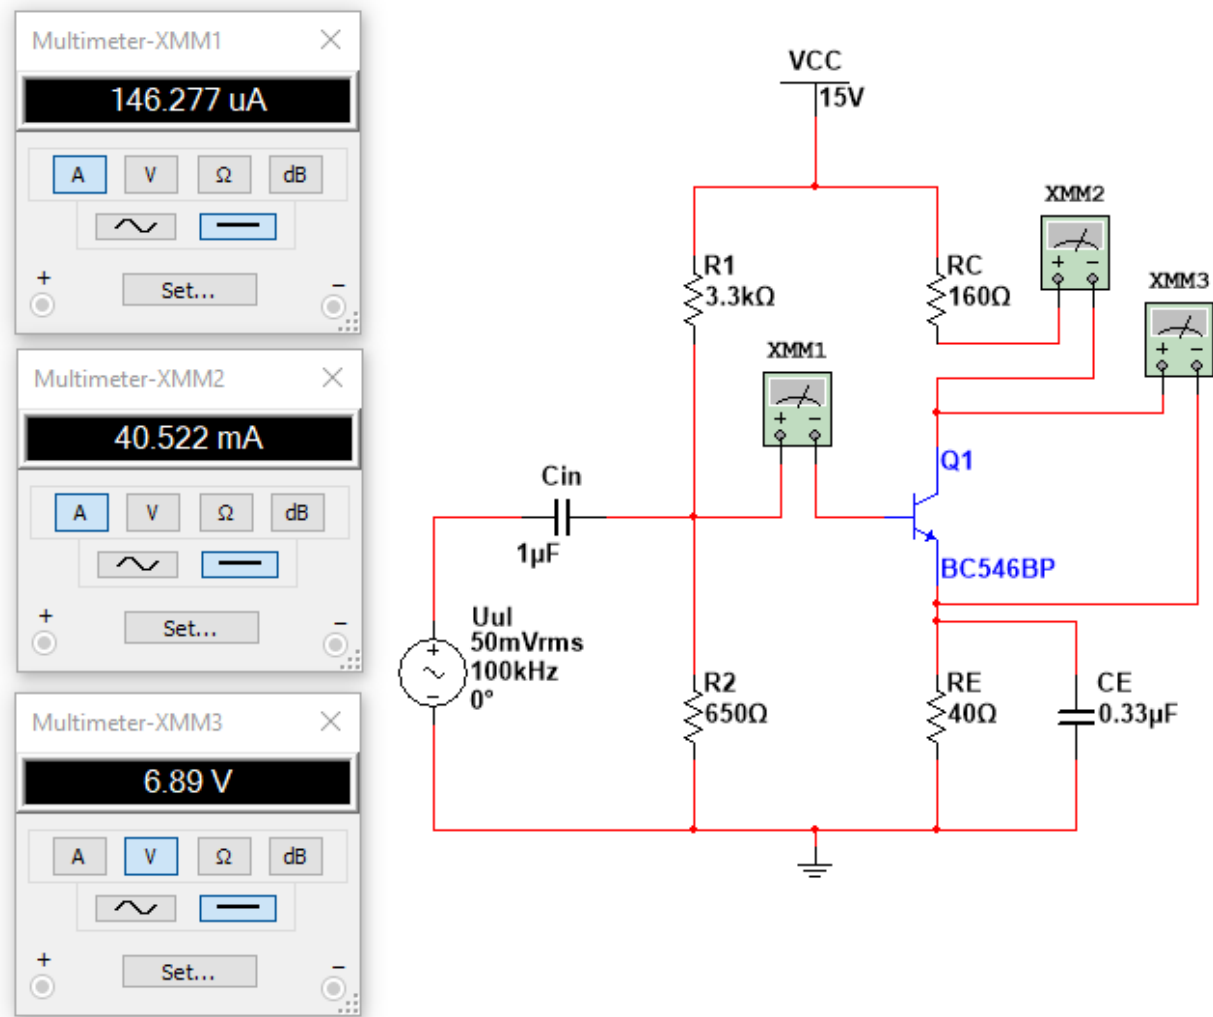 Multimeter-XMM1
146.277 uA
A V Ω dB
+ Set... −
Multimeter-XMM2
40.522 mA
A V Ω dB
+ Set... −
Multimeter-XMM3
6.89 V
A V Ω dB
+ Set... −
VCC
15V
XMM2
+ −
R1
3.3kΩ
RC
160Ω
XMM3
+ −
XMM1
+ −
Cin
1µF
Q1
BC546BP
Uul
50mVrms
100kHz
0°
+
−
R2
650Ω
RE
40Ω
CE
0.33µF